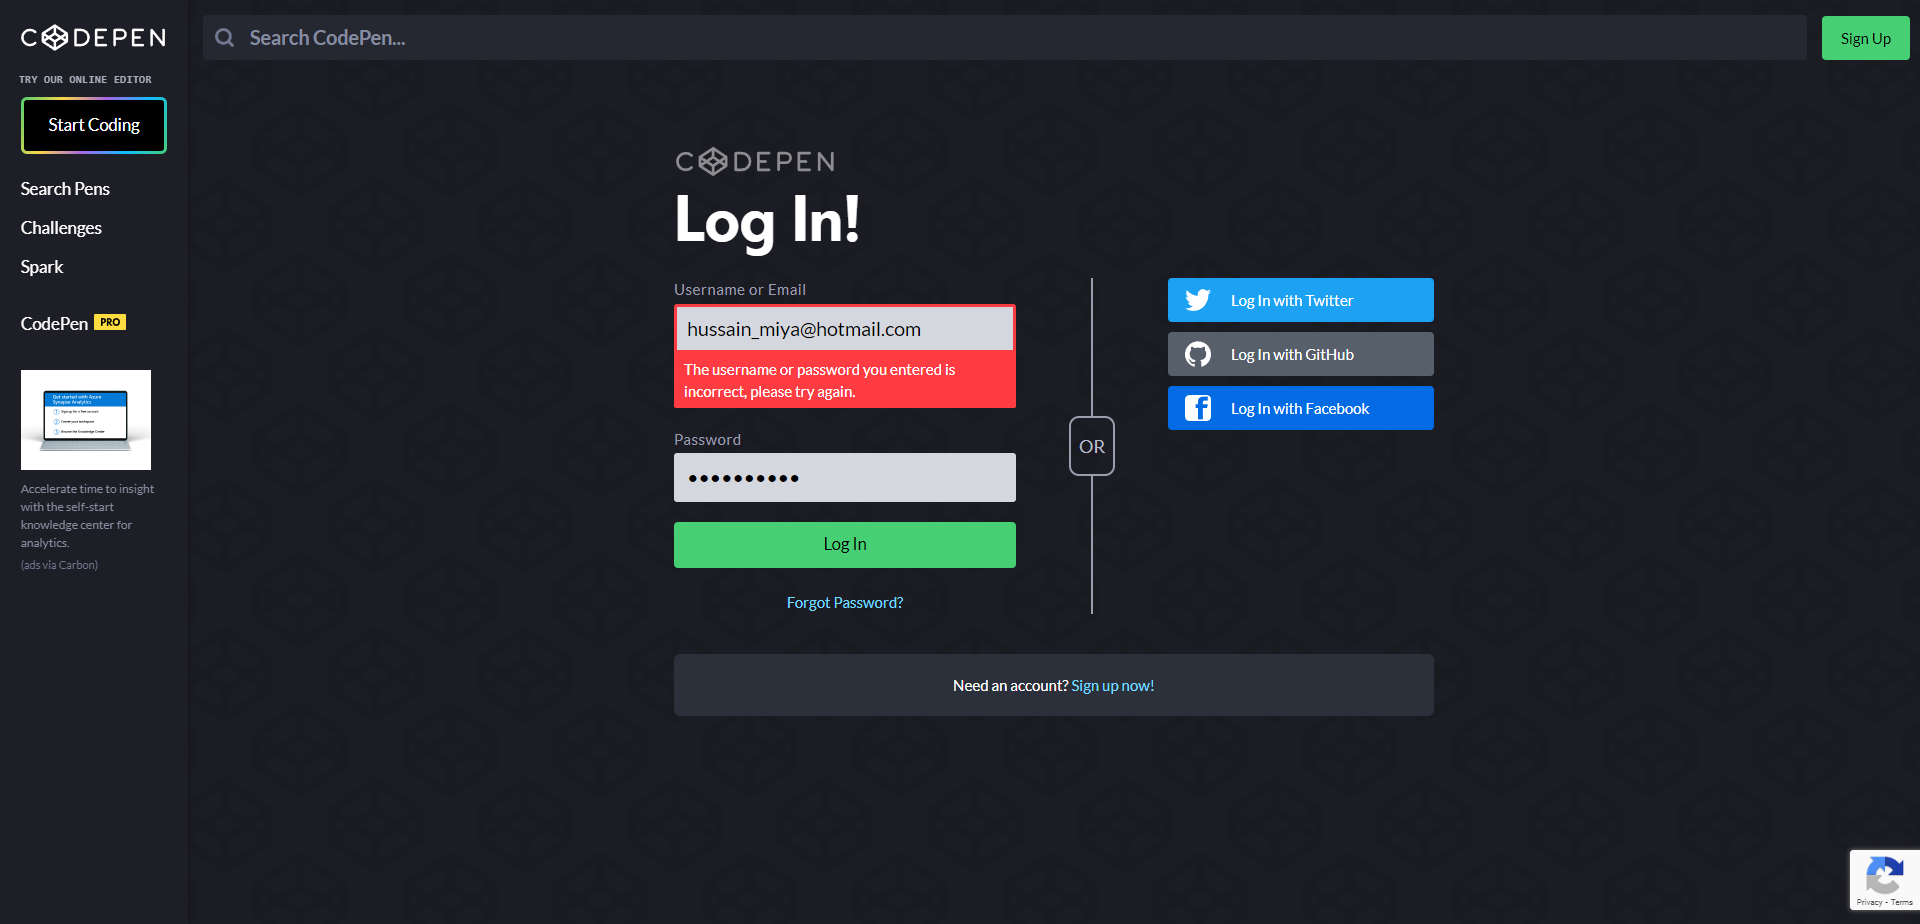 CODEPEN
TRY OUR ONLINE EDITOR
Start Coding
Search Pens
Challenges
Spark
CodePen PRO
Get started with Azure
Synapse Analytics
Accelerate time to insight
with the self-start
knowledge center for
analytics.
(ads via Carbon)
Search CodePen...
Sign Up
CODEPEN
Log In!
Username or Email
hussain_miya@hotmail.com
The username or password you entered is
incorrect, please try again.
Password
Log In
Forgot Password?
OR
Log In with Twitter
Log In with GitHub
Log In with Facebook
Need an account? Sign up now!
Privacy - Terms